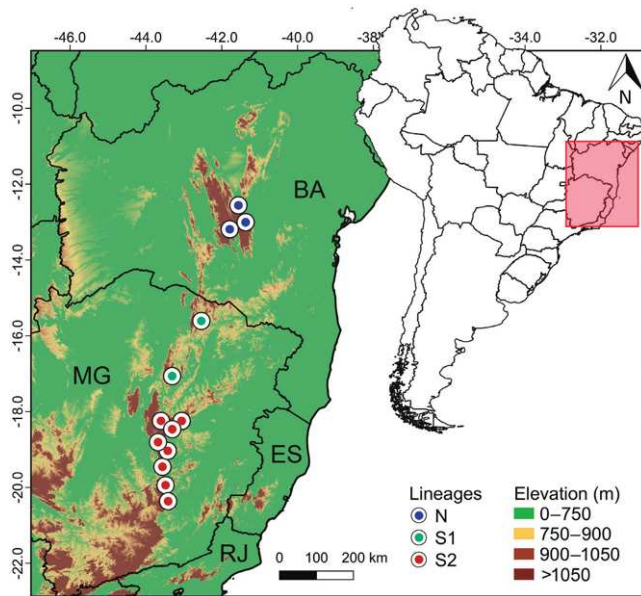 -46.0 -44.0 -42.0 -40.0 -38 -32.0
N
-10.0
-12.0
-14.0
-16.0
-18.0
-20.0
-22.0
BA
MG
ES
RJ
0 100 200 km
Lineages
N
S1
S2
Elevation (m)
0–750
750–900
900–1050
>1050